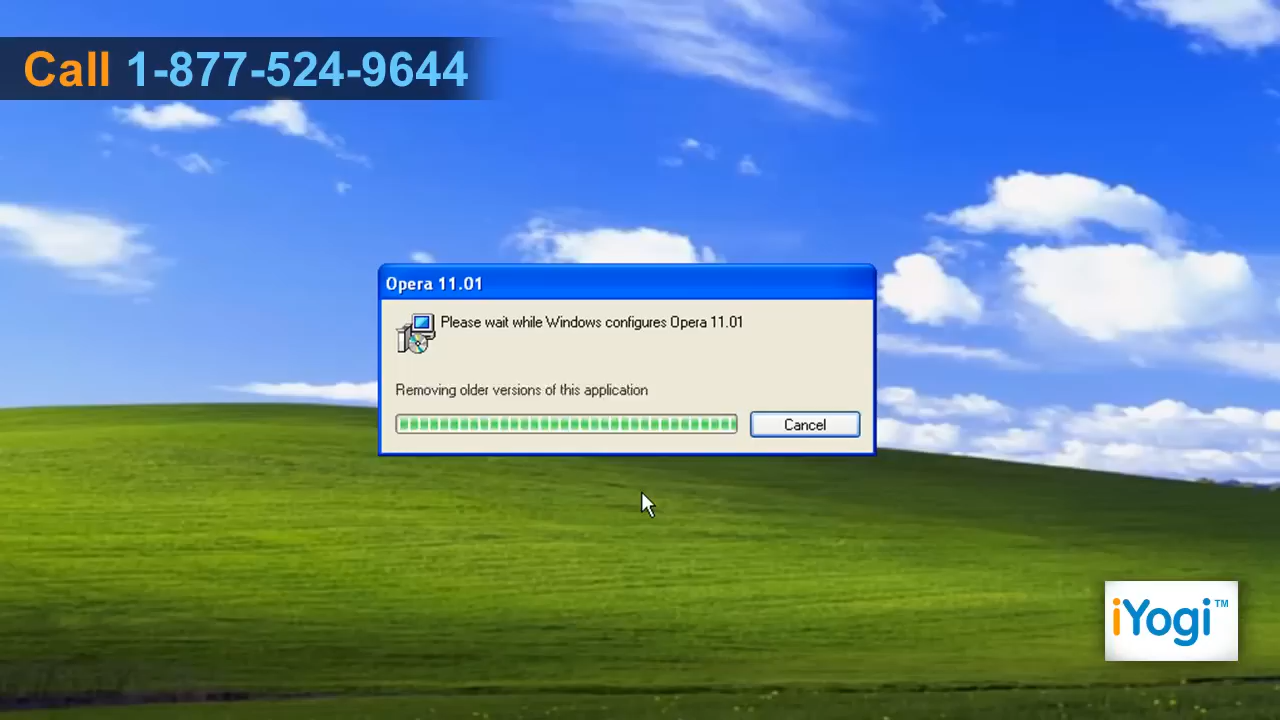 Call 1-877-524-9644
Opera 11.01
Please wait while Windows configures Opera 11.01
Removing older versions of this application
Cancel
iYogi™